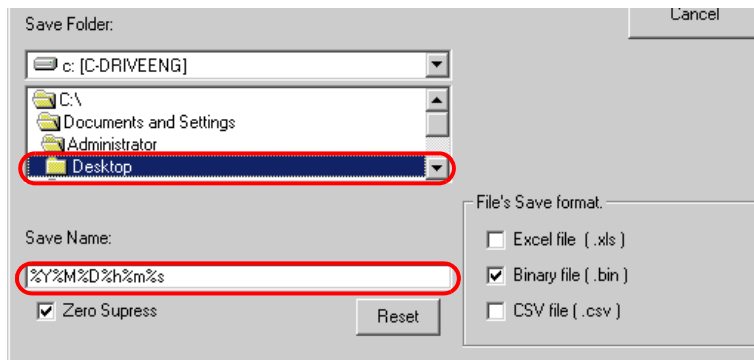 Cancel
Save Folder:
c: [C-DRIVEENG]
C:\
Documents and Settings
Administrator
Desktop
File's Save format.
Save Name:
Excel file ( .xls )
%Y%M%D%h%m%s
Binary file ( .bin )
Zero Supress
Reset
CSV file ( .csv )